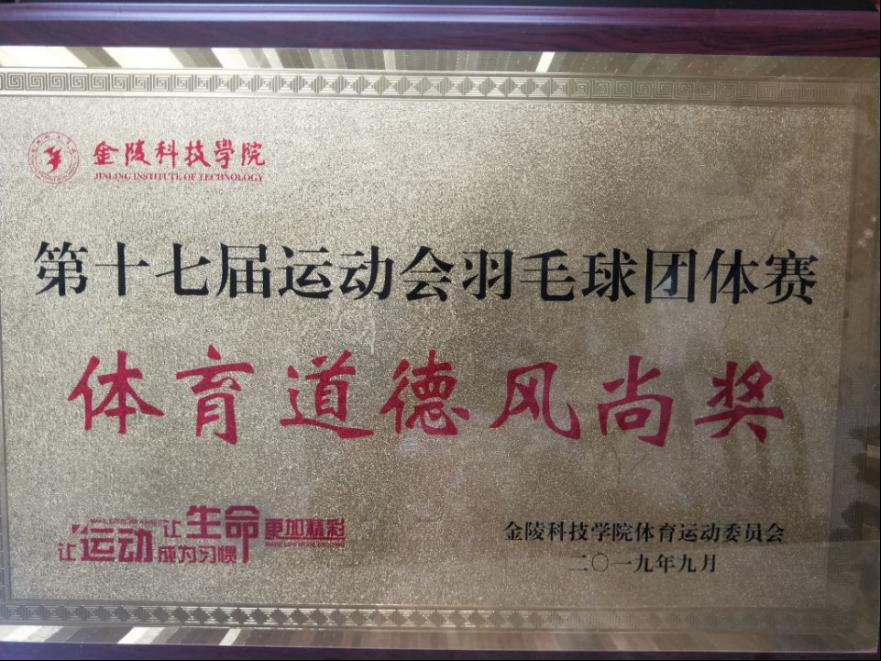 金陵科技學院
JINLING INSTITUTE OF TECHNOLOGY
第十七届运动会羽毛球团体赛
体育道德风尚奖
让运动成为习惯
让生命更加精彩
金陵科技学院体育运动委员会
二〇一九年九月